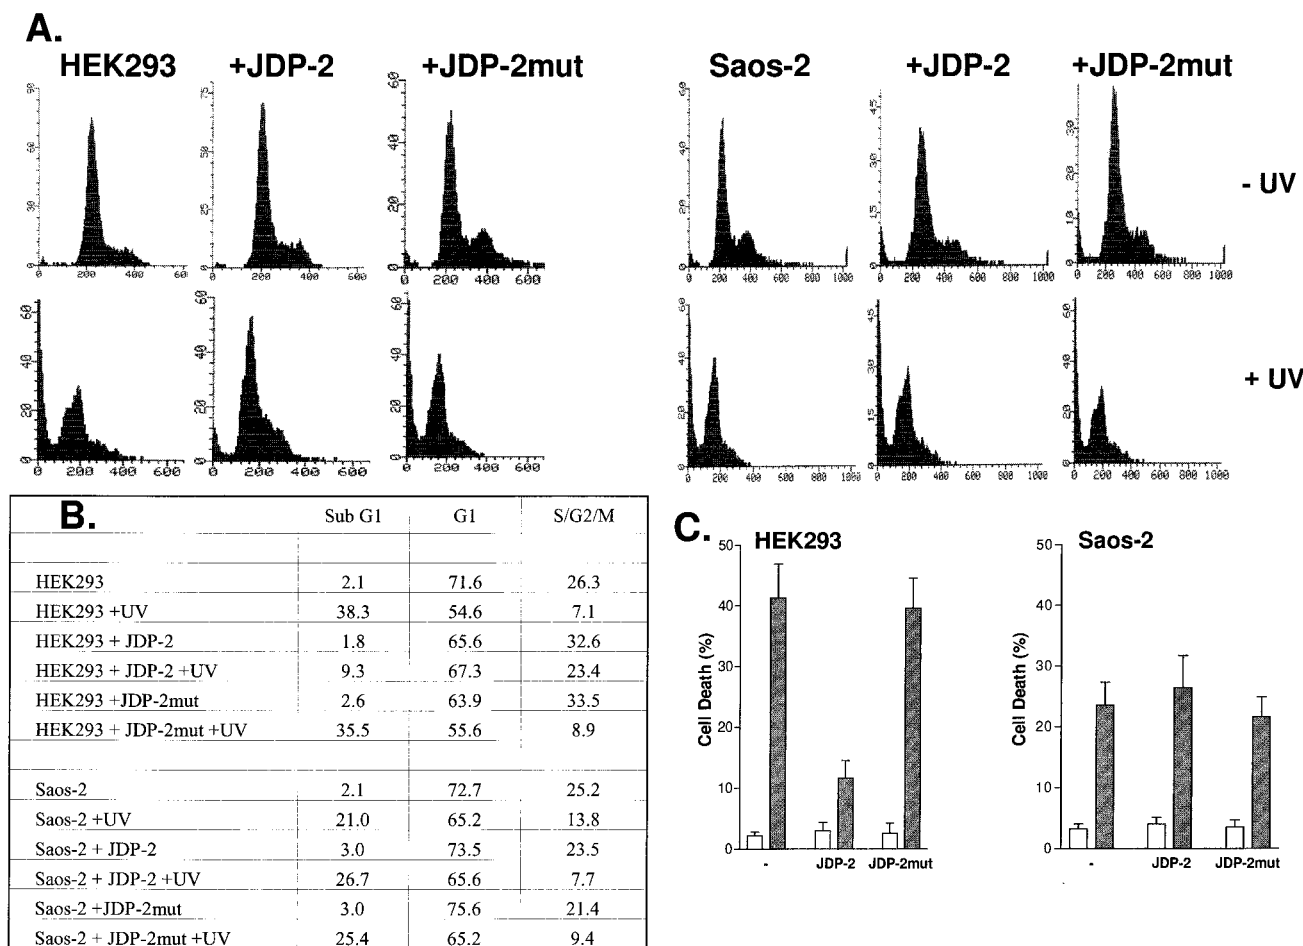 A.
HEK293 +JDP-2 +JDP-2mut Saos-2 +JDP-2 +JDP-2mut
- UV
+ UV
B.
Sub G1 G1 S/G2/M
HEK293 2.1 71.6 26.3
HEK293 +UV 38.3 54.6 7.1
HEK293 + JDP-2 1.8 65.6 32.6
HEK293 + JDP-2 +UV 9.3 67.3 23.4
HEK293 +JDP-2mut 2.6 63.9 33.5
HEK293 + JDP-2mut +UV 35.5 55.6 8.9
Saos-2 2.1 72.7 25.2
Saos-2 +UV 21.0 65.2 13.8
Saos-2 + JDP-2 3.0 73.5 23.5
Saos-2 + JDP-2 +UV 26.7 65.6 7.7
Saos-2 +JDP-2mut 3.0 75.6 21.4
Saos-2 + JDP-2mut +UV 25.4 65.2 9.4
C.
HEK293
Cell Death (%)
50
40
30
20
10
0
- JDP-2 JDP-2mut
Saos-2
Cell Death (%)
50
40
30
20
10
0
- JDP-2 JDP-2mut